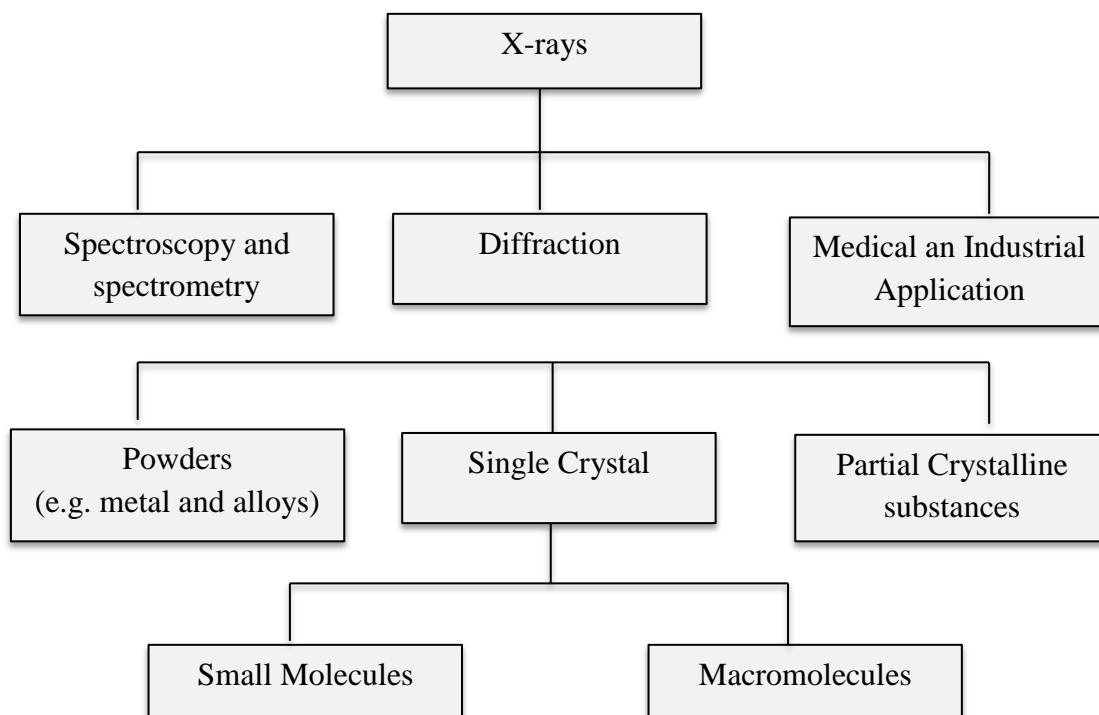 X-rays
Spectroscopy and
spectrometry
Diffraction
Medical an Industrial
Application
Powders
(e.g. metal and alloys)
Single Crystal
Partial Crystalline
substances
Small Molecules
Macromolecules